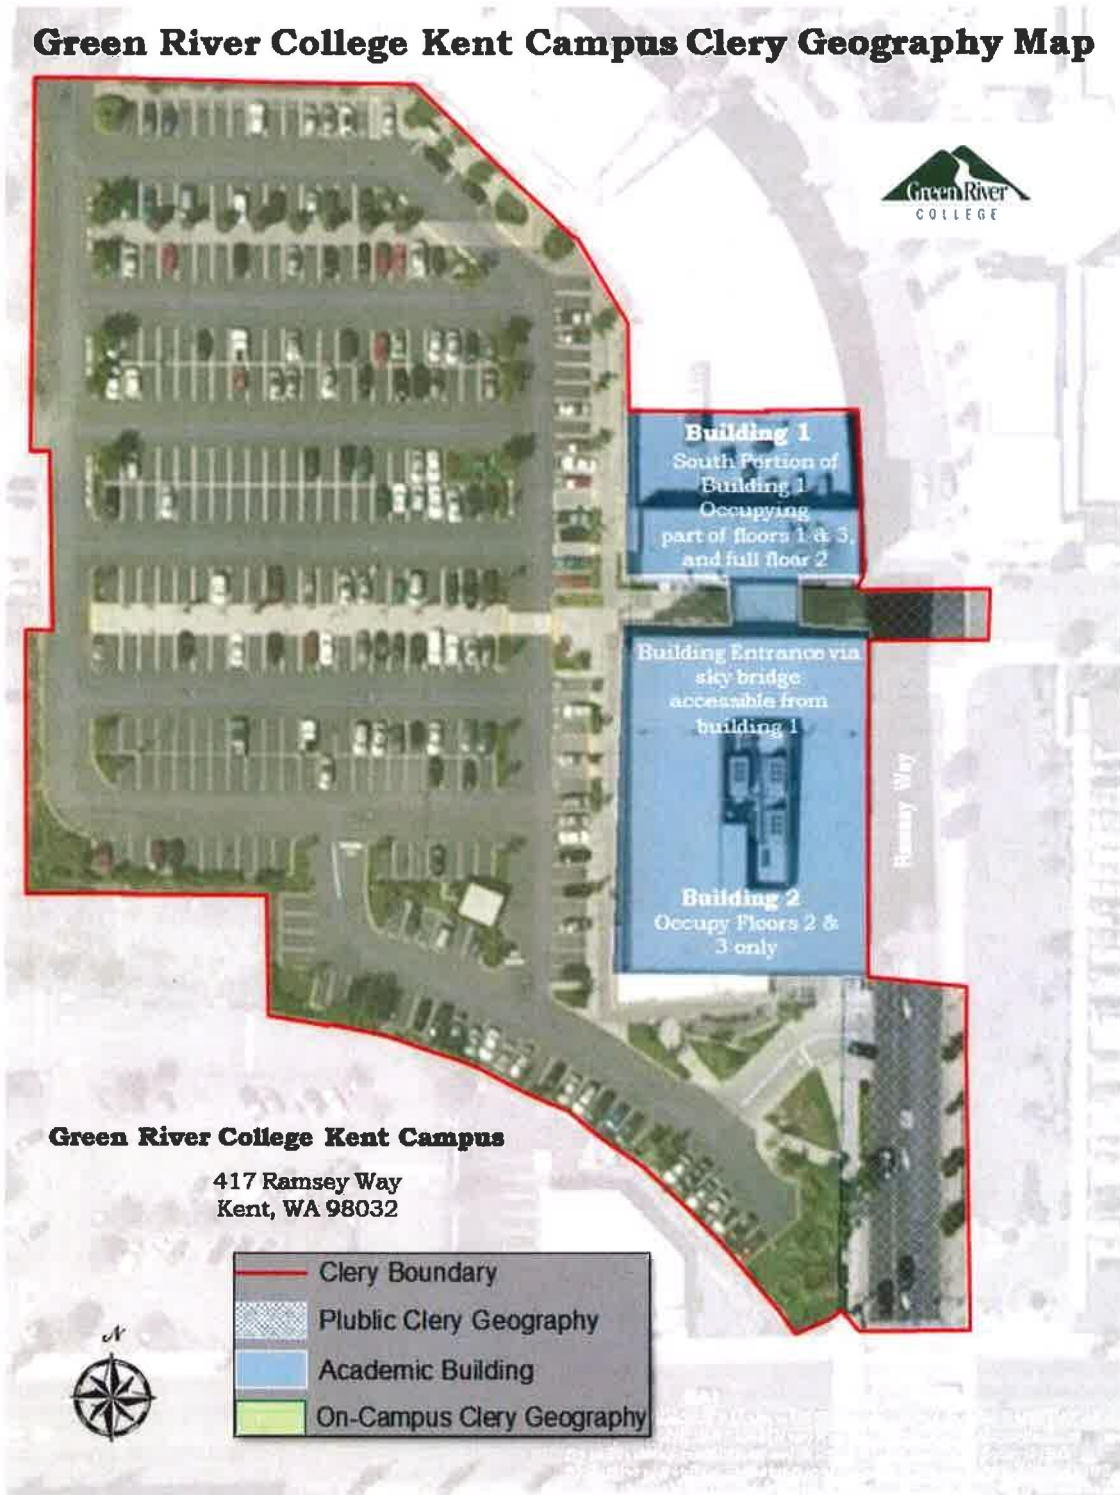 Green River College Kent Campus Clery Geography Map
Green River
COLLEGE
Building 1
South Portion of
Building 1
Occupying
part of floors 1 & 3,
and full floor 2
Building Entrance via
sky bridge
accessible from
building 1
Ramsay Way
Building 2
Occupy Floors 2 &
3 only
Green River College Kent Campus
417 Ramsey Way
Kent, WA 98032
Clery Boundary
Plublic Clery Geography
Academic Building
On-Campus Clery Geography
N